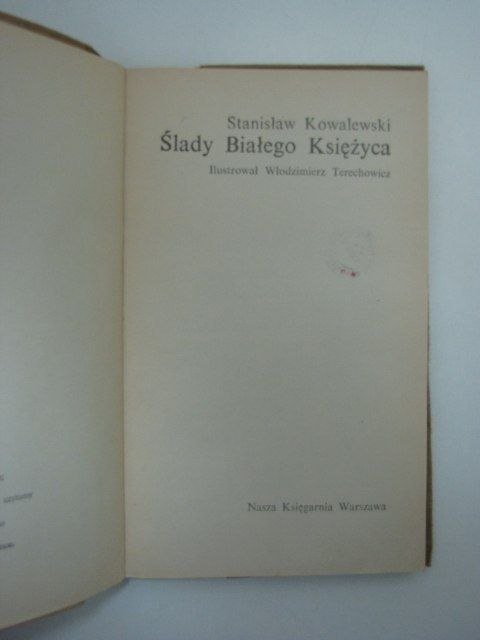 Stanisław Kowalewski
Ślady Białego Księżyca
Ilustrował Włodzimierz Terechowicz
Nasza Księgarnia Warszawa